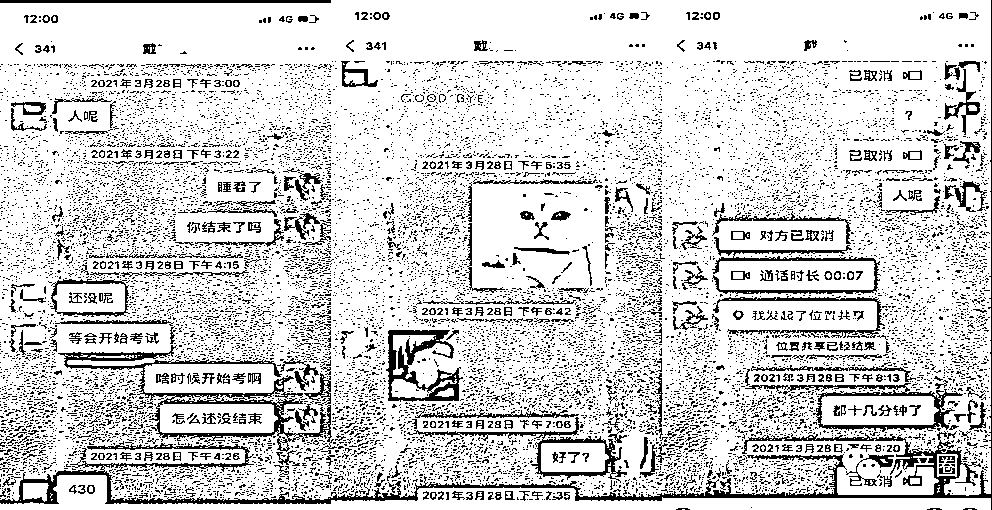 12:00
4G
341
戴
2021年3月28日 下午3:00
人呢
2021年3月28日 下午3:22
睡着了
你结束了吗
2021年3月28日 下午4:15
还没呢
等会开始考试
啥时候开始考啊
怎么还没结束
2021年3月28日 下午4:26
430
12:00
4G
341
戴
GOOD BYE
2021年3月28日 下午5:35
2021年3月28日 下午6:42
2021年3月28日 下午7:06
好了?
2021年3月28日 下午7:35
12:00
4G
341
戴
已取消
?
已取消
人呢
对方已取消
通话时长 00:07
我发起了位置共享
位置共享已经结束
2021年3月28日 下午8:13
都十几分钟了
2021年3月28日 下午8:20
已取消